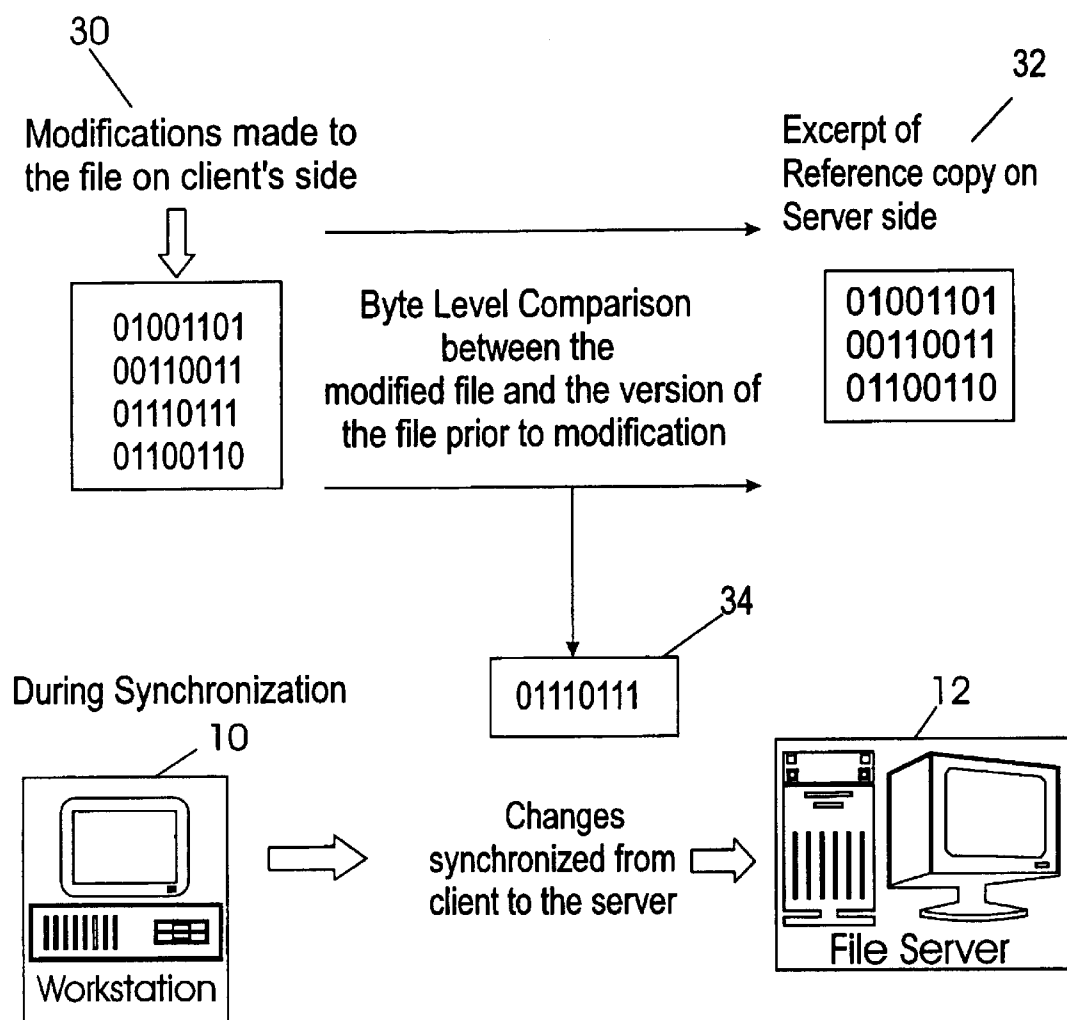 30
Modifications made to
the file on client's side
32
Excerpt of
Reference copy on
Server side
01001101
00110011
01110111
01100110
Byte Level Comparison
between the
modified file and the version of
the file prior to modification
01001101
00110011
01100110
34
01110111
During Synchronization
10
Workstation
Changes
synchronized from
client to the server
12
File Server